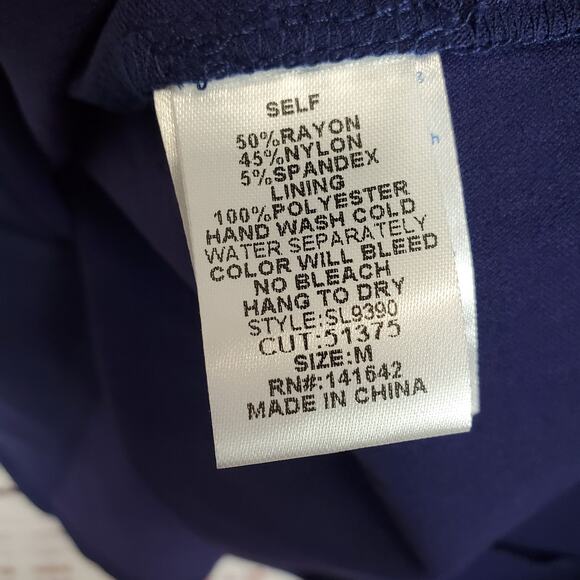 SELF
50%RAYON
45%NYLON
5%SPANDEX
LINING
100%POLYESTER
HAND WASH COLD
WATER SEPARATELY
COLOR WILL BLEED
NO BLEACH
HANG TO DRY
STYLE:SL9390
CUT:51375
SIZE:M
RN#:141642
MADE IN CHINA